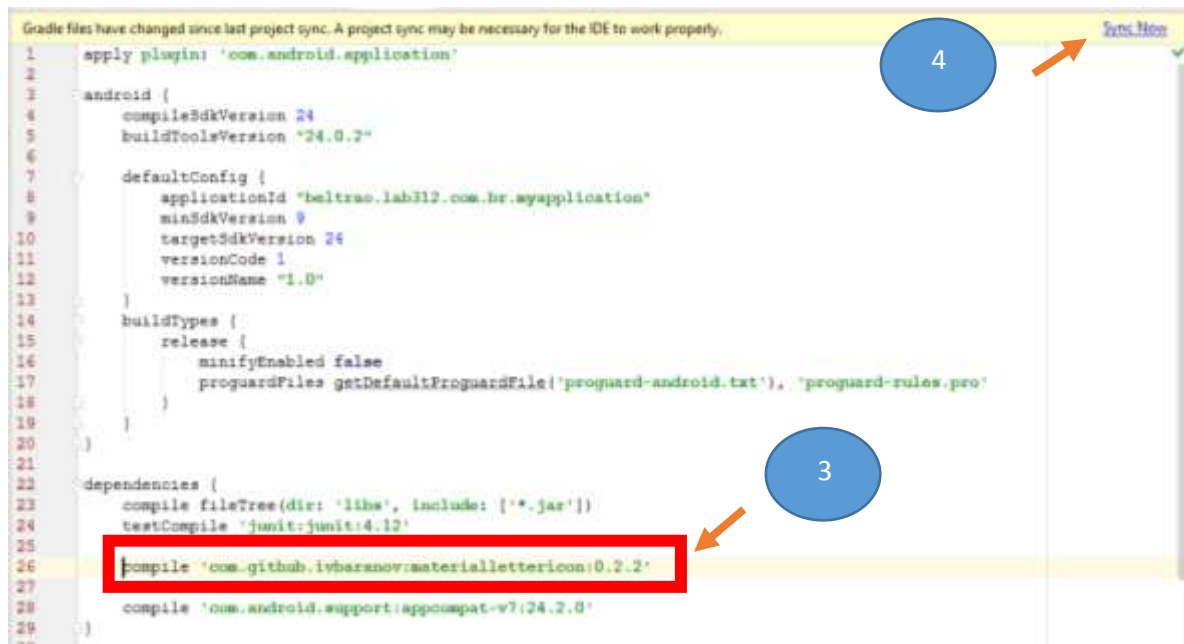 Gradle files have changed since last project sync. A project sync may be necessary for the IDE to work properly. Sync Now
4
1 apply plugin: 'com.android.application'
2
3 android {
4 compileSdkVersion 24
5 buildToolsVersion "24.0.2"
6
7 defaultConfig {
8 applicationId "beltrao.lab312.com.br.myapplication"
9 minSdkVersion 9
10 targetSdkVersion 24
11 versionCode 1
12 versionName "1.0"
13 }
14 buildTypes {
15 release {
16 minifyEnabled false
17 proguardFiles getDefaultProguardFile('proguard-android.txt'), 'proguard-rules.pro'
18 }
19 }
20 }
21
3
22 dependencies {
23 compile fileTree(dir: 'libs', include: ['*.jar'])
24 testCompile 'junit:junit:4.12'
25
26 compile 'com.github.ivbaranov:materiallettericon:0.2.2'
27
28 compile 'com.android.support:appcompat-v7:24.2.0'
29 }